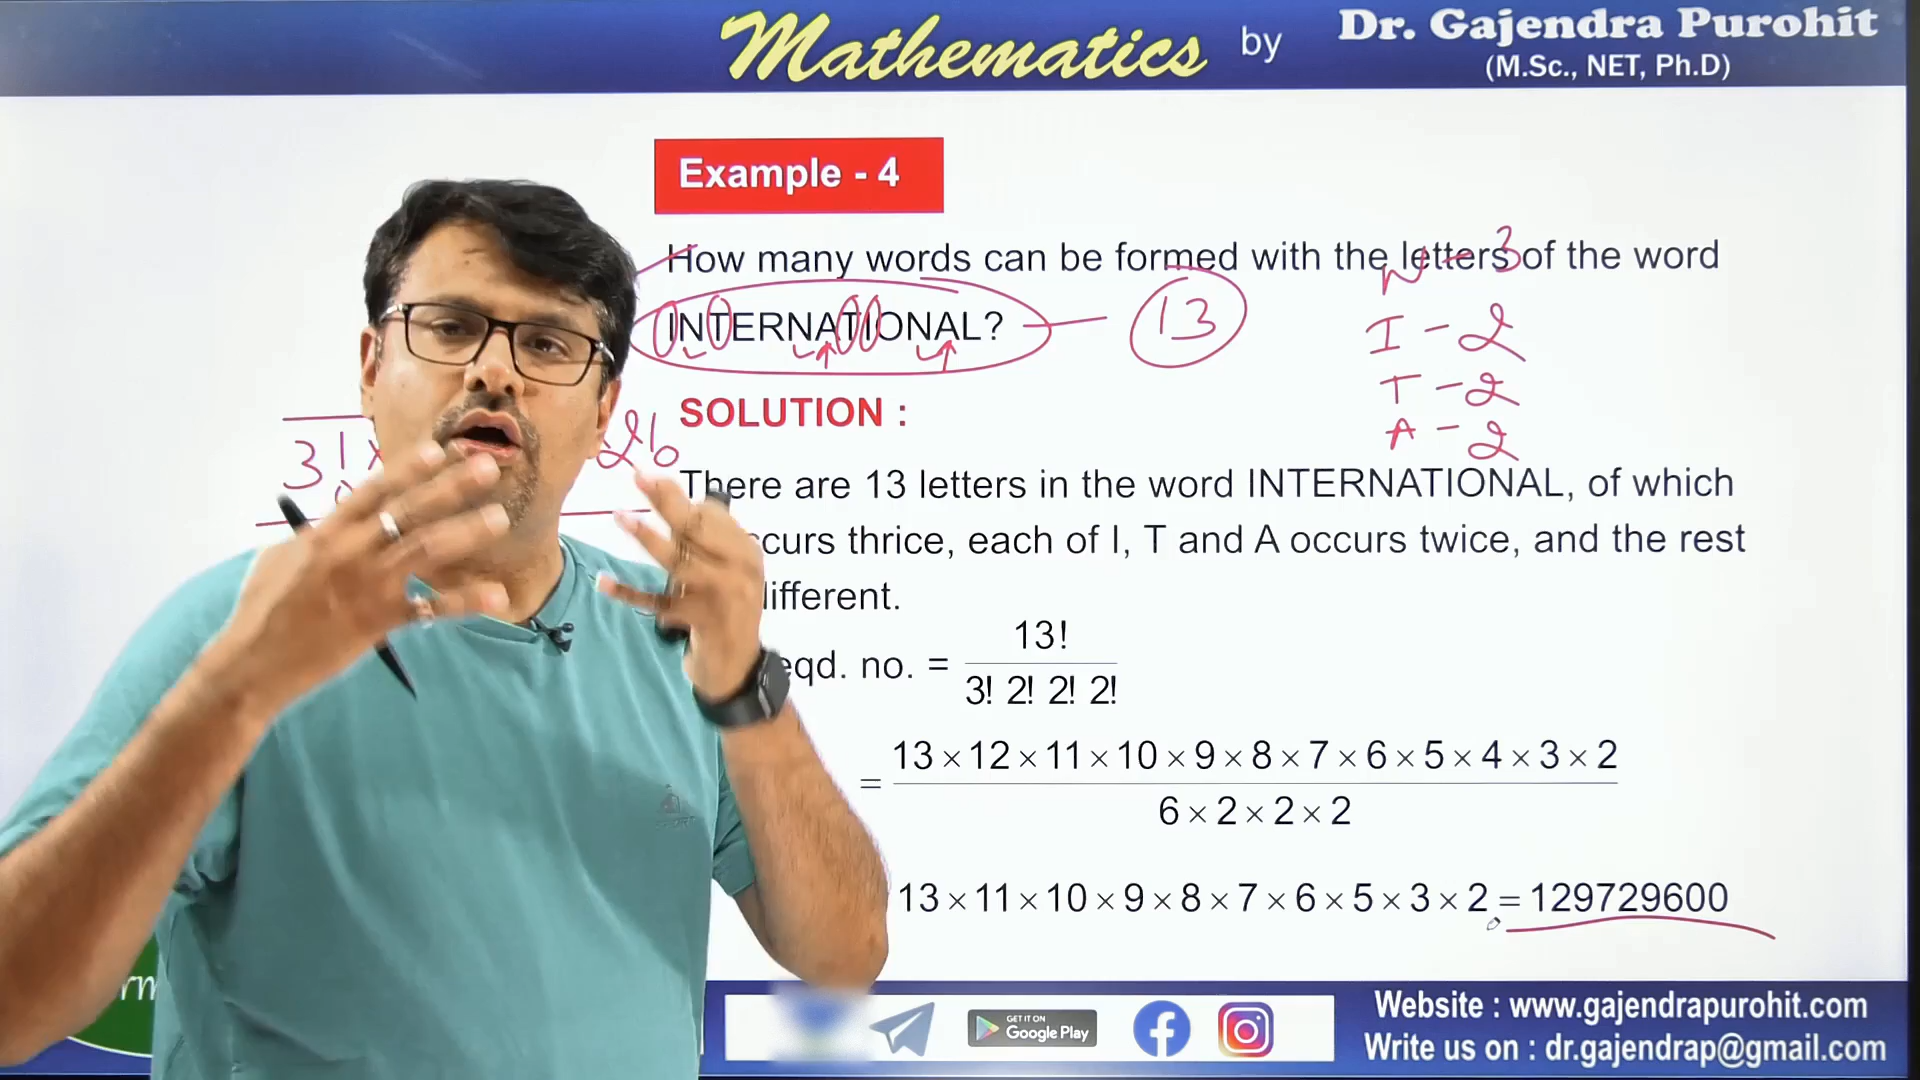 Mathematics by Dr. Gajendra Purohit
(M.Sc., NET, Ph.D)
Example - 4
How many words can be formed with the letters of the word
INTERNATIONAL?
13
N - 3
I - 2
T - 2
A - 2
SOLUTION :
3!
There are 13 letters in the word INTERNATIONAL, of which
curs thrice, each of I, T and A occurs twice, and the rest
ifferent.
eqd. no. = 13!
3! 2! 2! 2!
= 13 × 12 × 11 × 10 × 9 × 8 × 7 × 6 × 5 × 4 × 3 × 2
6 × 2 × 2 × 2
13 × 11 × 10 × 9 × 8 × 7 × 6 × 5 × 3 × 2 = 129729600
GET IT ON
Google Play
Website : www.gajendrapurohit.com
Write us on : dr.gajendrap@gmail.com